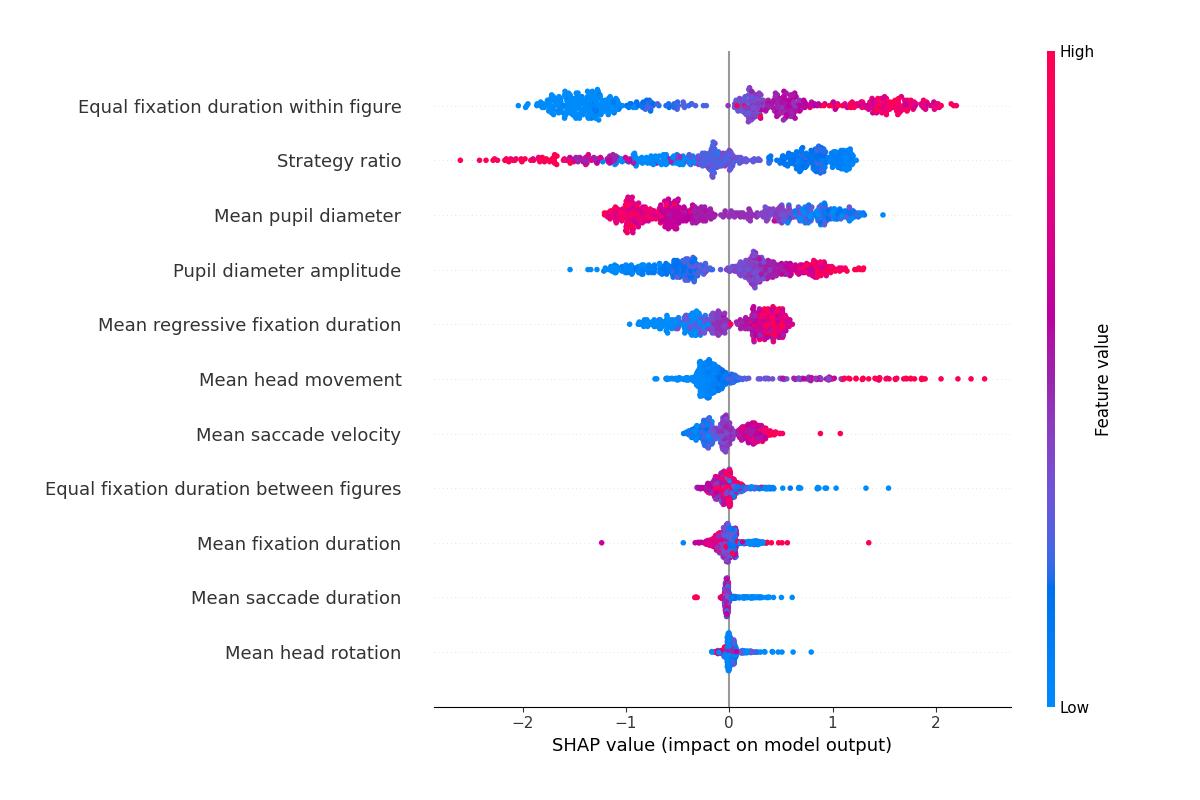 High
Equal fixation duration within figure
Strategy ratio
Mean pupil diameter
Pupil diameter amplitude
Mean regressive fixation duration
Mean head movement
Mean saccade velocity
Equal fixation duration between figures
Mean fixation duration
Mean saccade duration
Mean head rotation
Feature value
Low
−2 −1 0 1 2
SHAP value (impact on model output)